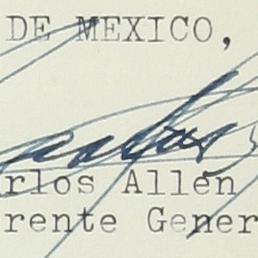 DE MEXICO,
rlos Allen
rente Gener